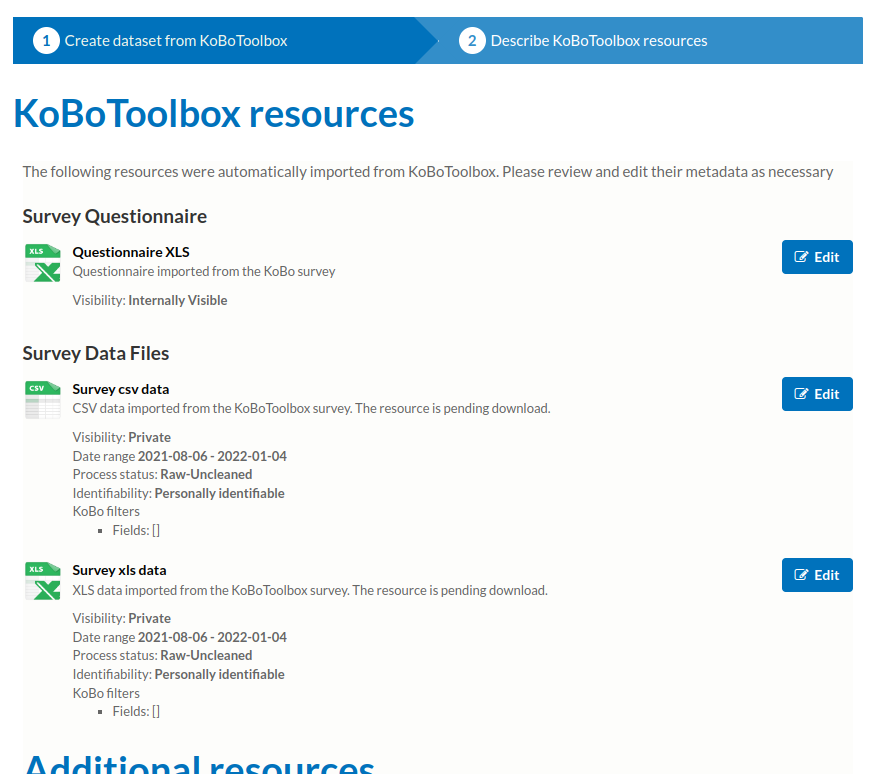 1 Create dataset from KoBoToolbox
2 Describe KoBoToolbox resources
KoBoToolbox resources
The following resources were automatically imported from KoBoToolbox. Please review and edit their metadata as necessary
Survey Questionnaire
XLS
Questionnaire XLS
Edit
Questionnaire imported from the KoBo survey
Visibility: Internally Visible
Survey Data Files
CSV
Survey csv data
Edit
CSV data imported from the KoBoToolbox survey. The resource is pending download.
Visibility: Private
Date range 2021-08-06 - 2022-01-04
Process status: Raw-Uncleaned
Identifiability: Personally identifiable
KoBo filters
▪ Fields: []
XLS
Survey xls data
Edit
XLS data imported from the KoBoToolbox survey. The resource is pending download.
Visibility: Private
Date range 2021-08-06 - 2022-01-04
Process status: Raw-Uncleaned
Identifiability: Personally identifiable
KoBo filters
▪ Fields: []
Additional resources